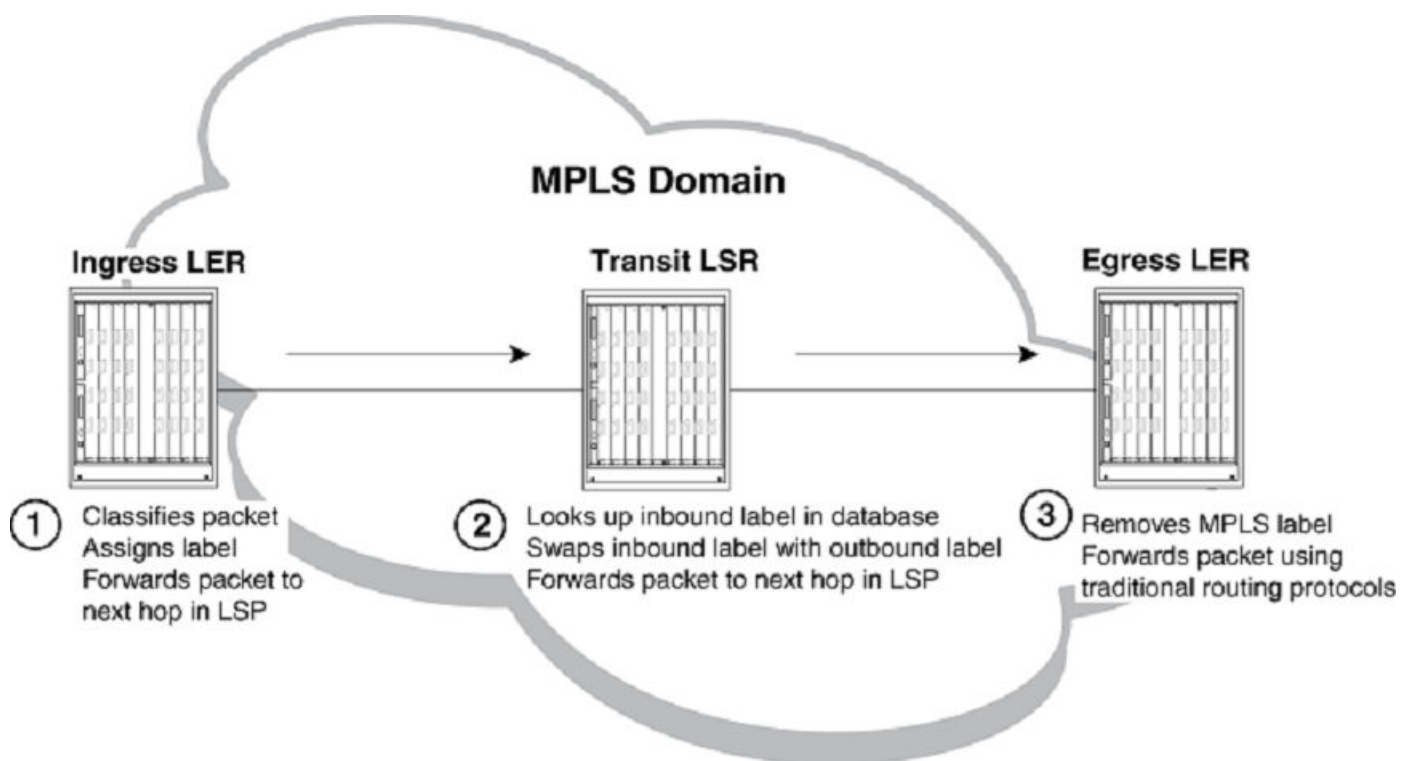 MPLS Domain
Ingress LER
Transit LSR
Egress LER
1
Classifies packet
Assigns label
Forwards packet to
next hop in LSP
2
Looks up inbound label in database
Swaps inbound label with outbound label
Forwards packet to next hop in LSP
3
Removes MPLS label
Forwards packet using
traditional routing protocols